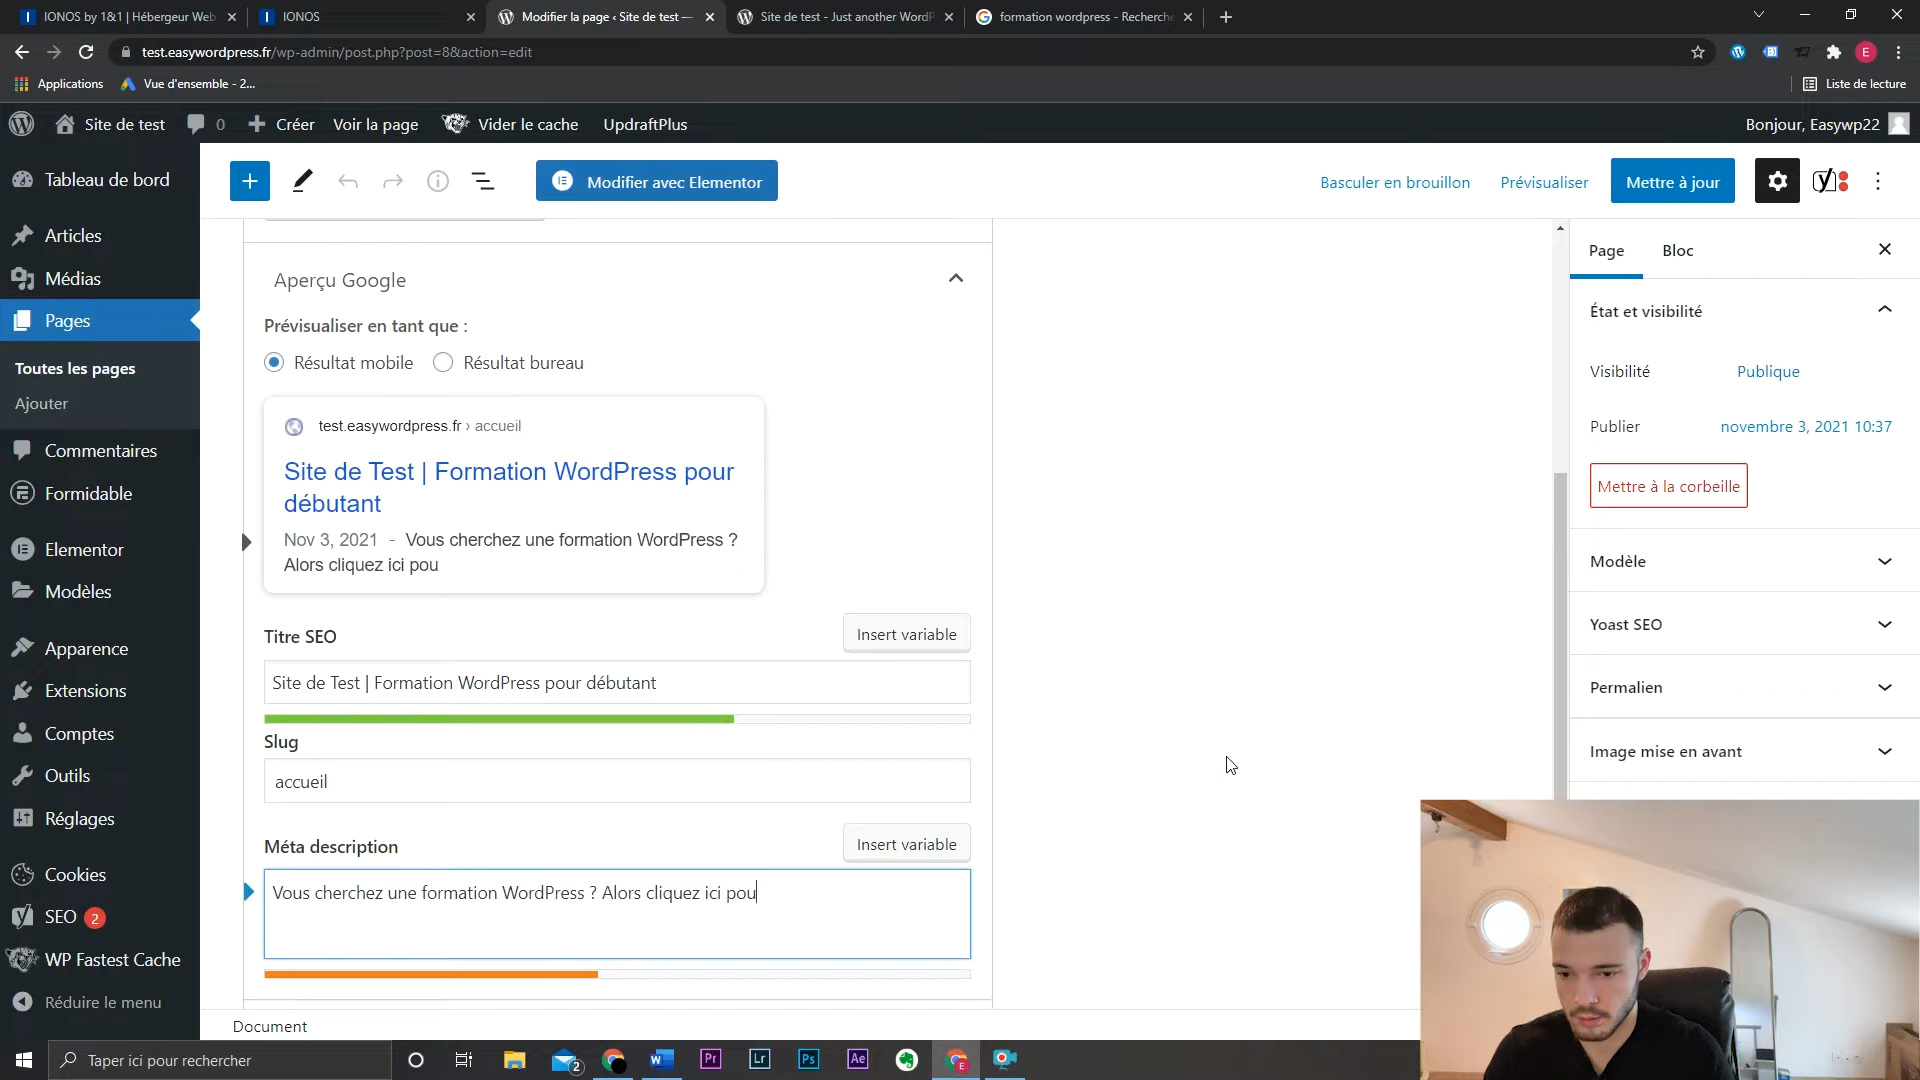 IONOS by 1&1 | Hébergeur Web
IONOS
Modifier la page ‹ Site de test —
Site de test - Just another WordP
formation wordpress - Recherche
test.easywordpress.fr/wp-admin/post.php?post=8&action=edit
E
Applications
Vue d'ensemble - 2...
Liste de lecture
Site de test
0
Créer
Voir la page
Vider le cache
UpdraftPlus
Bonjour, Easywp22
Tableau de bord
Articles
Médias
Pages
Toutes les pages
Ajouter
Commentaires
Formidable
Elementor
Modèles
Apparence
Extensions
Comptes
Outils
Réglages
Cookies
SEO 2
WP Fastest Cache
Réduire le menu
Modifier avec Elementor
Basculer en brouillon
Prévisualiser
Mettre à jour
Aperçu Google
Prévisualiser en tant que :
Résultat mobile
Résultat bureau
test.easywordpress.fr › accueil
Site de Test | Formation WordPress pour
débutant
Nov 3, 2021 - Vous cherchez une formation WordPress ?
Alors cliquez ici pou
Titre SEO
Insert variable
Site de Test | Formation WordPress pour débutant
Slug
accueil
Méta description
Insert variable
Vous cherchez une formation WordPress ? Alors cliquez ici pou
Document
Page
Bloc
État et visibilité
Visibilité
Publique
Publier
novembre 3, 2021 10:37
Mettre à la corbeille
Modèle
Yoast SEO
Permalien
Image mise en avant
Taper ici pour rechercher
2
W
Pr
Lr
Ps
Ae
E